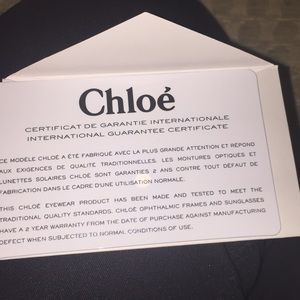 Chloé
CERTIFICAT DE GARANTIE INTERNATIONALE
INTERNATIONAL GUARANTEE CERTIFICATE
CE MODÈLE CHLOÉ A ÉTÉ FABRIQUÉ AVEC LA PLUS GRANDE ATTENTION ET RÉPOND
AUX EXIGENCES DE QUALITÉ TRADITIONNELLES. LES MONTURES OPTIQUES ET
LUNETTES SOLAIRES CHLOÉ SONT GARANTIES 2 ANS CONTRE TOUT DÉFAUT DE
FABRICATION DANS LE CADRE D'UNE UTILISATION NORMALE.
THIS CHLOÉ EYEWEAR PRODUCT HAS BEEN MADE AND TESTED TO MEET THE
TRADITIONAL QUALITY STANDARDS. CHLOÉ OPHTHALMIC FRAMES AND SUNGLASSES
HAVE A 2 YEAR WARRANTY FROM THE DATE OF PURCHASE AGAINST MANUFACTURING
DEFECT WHEN SUBJECTED TO NORMAL CONDITIONS OF USE.